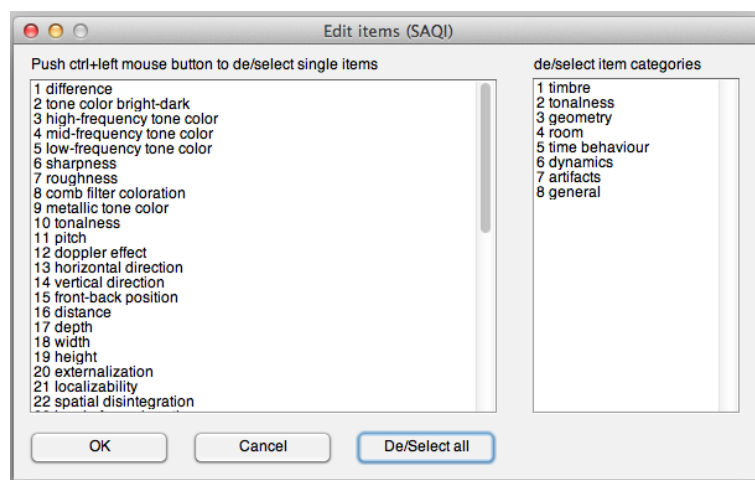 Edit items (SAQI)
Push ctrl+left mouse button to de/select single items
1 difference
2 tone color bright-dark
3 high-frequency tone color
4 mid-frequency tone color
5 low-frequency tone color
6 sharpness
7 roughness
8 comb filter coloration
9 metallic tone color
10 tonalness
11 pitch
12 doppler effect
13 horizontal direction
14 vertical direction
15 front-back position
16 distance
17 depth
18 width
19 height
20 externalization
21 localizability
22 spatial disintegration
de/select item categories
1 timbre
2 tonalness
3 geometry
4 room
5 time behaviour
6 dynamics
7 artifacts
8 general
OK
Cancel
De/Select all